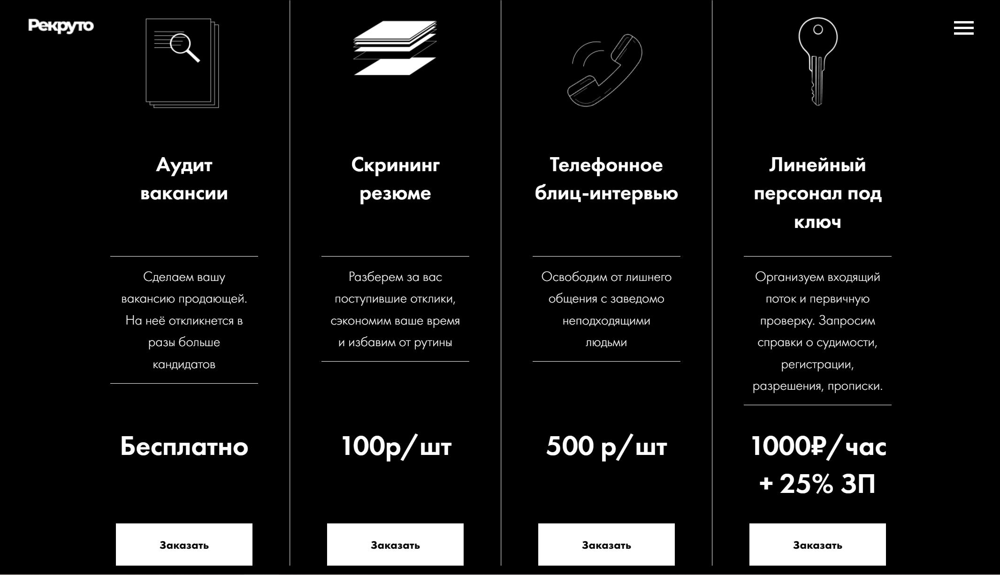 Рекруто
Аудит
вакансии
Сделаем вашу
вакансию продающей.
На неё откликнется в
разы больше
кандидатов
Бесплатно
Заказать
Скрининг
резюме
Разберем за вас
поступившие отклики,
сэкономим ваше время
и избавим от рутины
100р/шт
Заказать
Телефонное
блиц-интервью
Освободим от лишнего
общения с заведомо
неподходящими
людьми
500 р/шт
Заказать
Линейный
персонал под
ключ
Организуем входящий
поток и первичную
проверку. Запросим
справки о судимости,
регистрации,
разрешения, прописки.
1000₽/час
+ 25% ЗП
Заказать